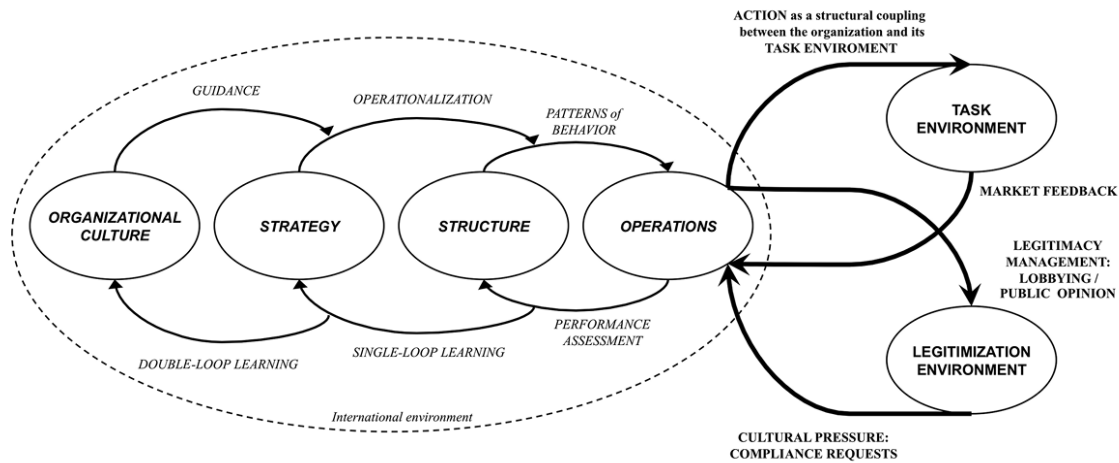 ACTION as a structural coupling
between the organization and its
TASK ENVIROMENT
GUIDANCE
OPERATIONALIZATION
PATTERNS of
BEHAVIOR
TASK
ENVIRONMENT
MARKET FEEDBACK
ORGANIZATIONAL
CULTURE
STRATEGY
STRUCTURE
OPERATIONS
LEGITIMACY
MANAGEMENT:
LOBBYING /
PUBLIC OPINION
PERFORMANCE
ASSESSMENT
DOUBLE-LOOP LEARNING
SINGLE-LOOP LEARNING
LEGITIMIZATION
ENVIRONMENT
International environment
CULTURAL PRESSURE:
COMPLIANCE REQUESTS